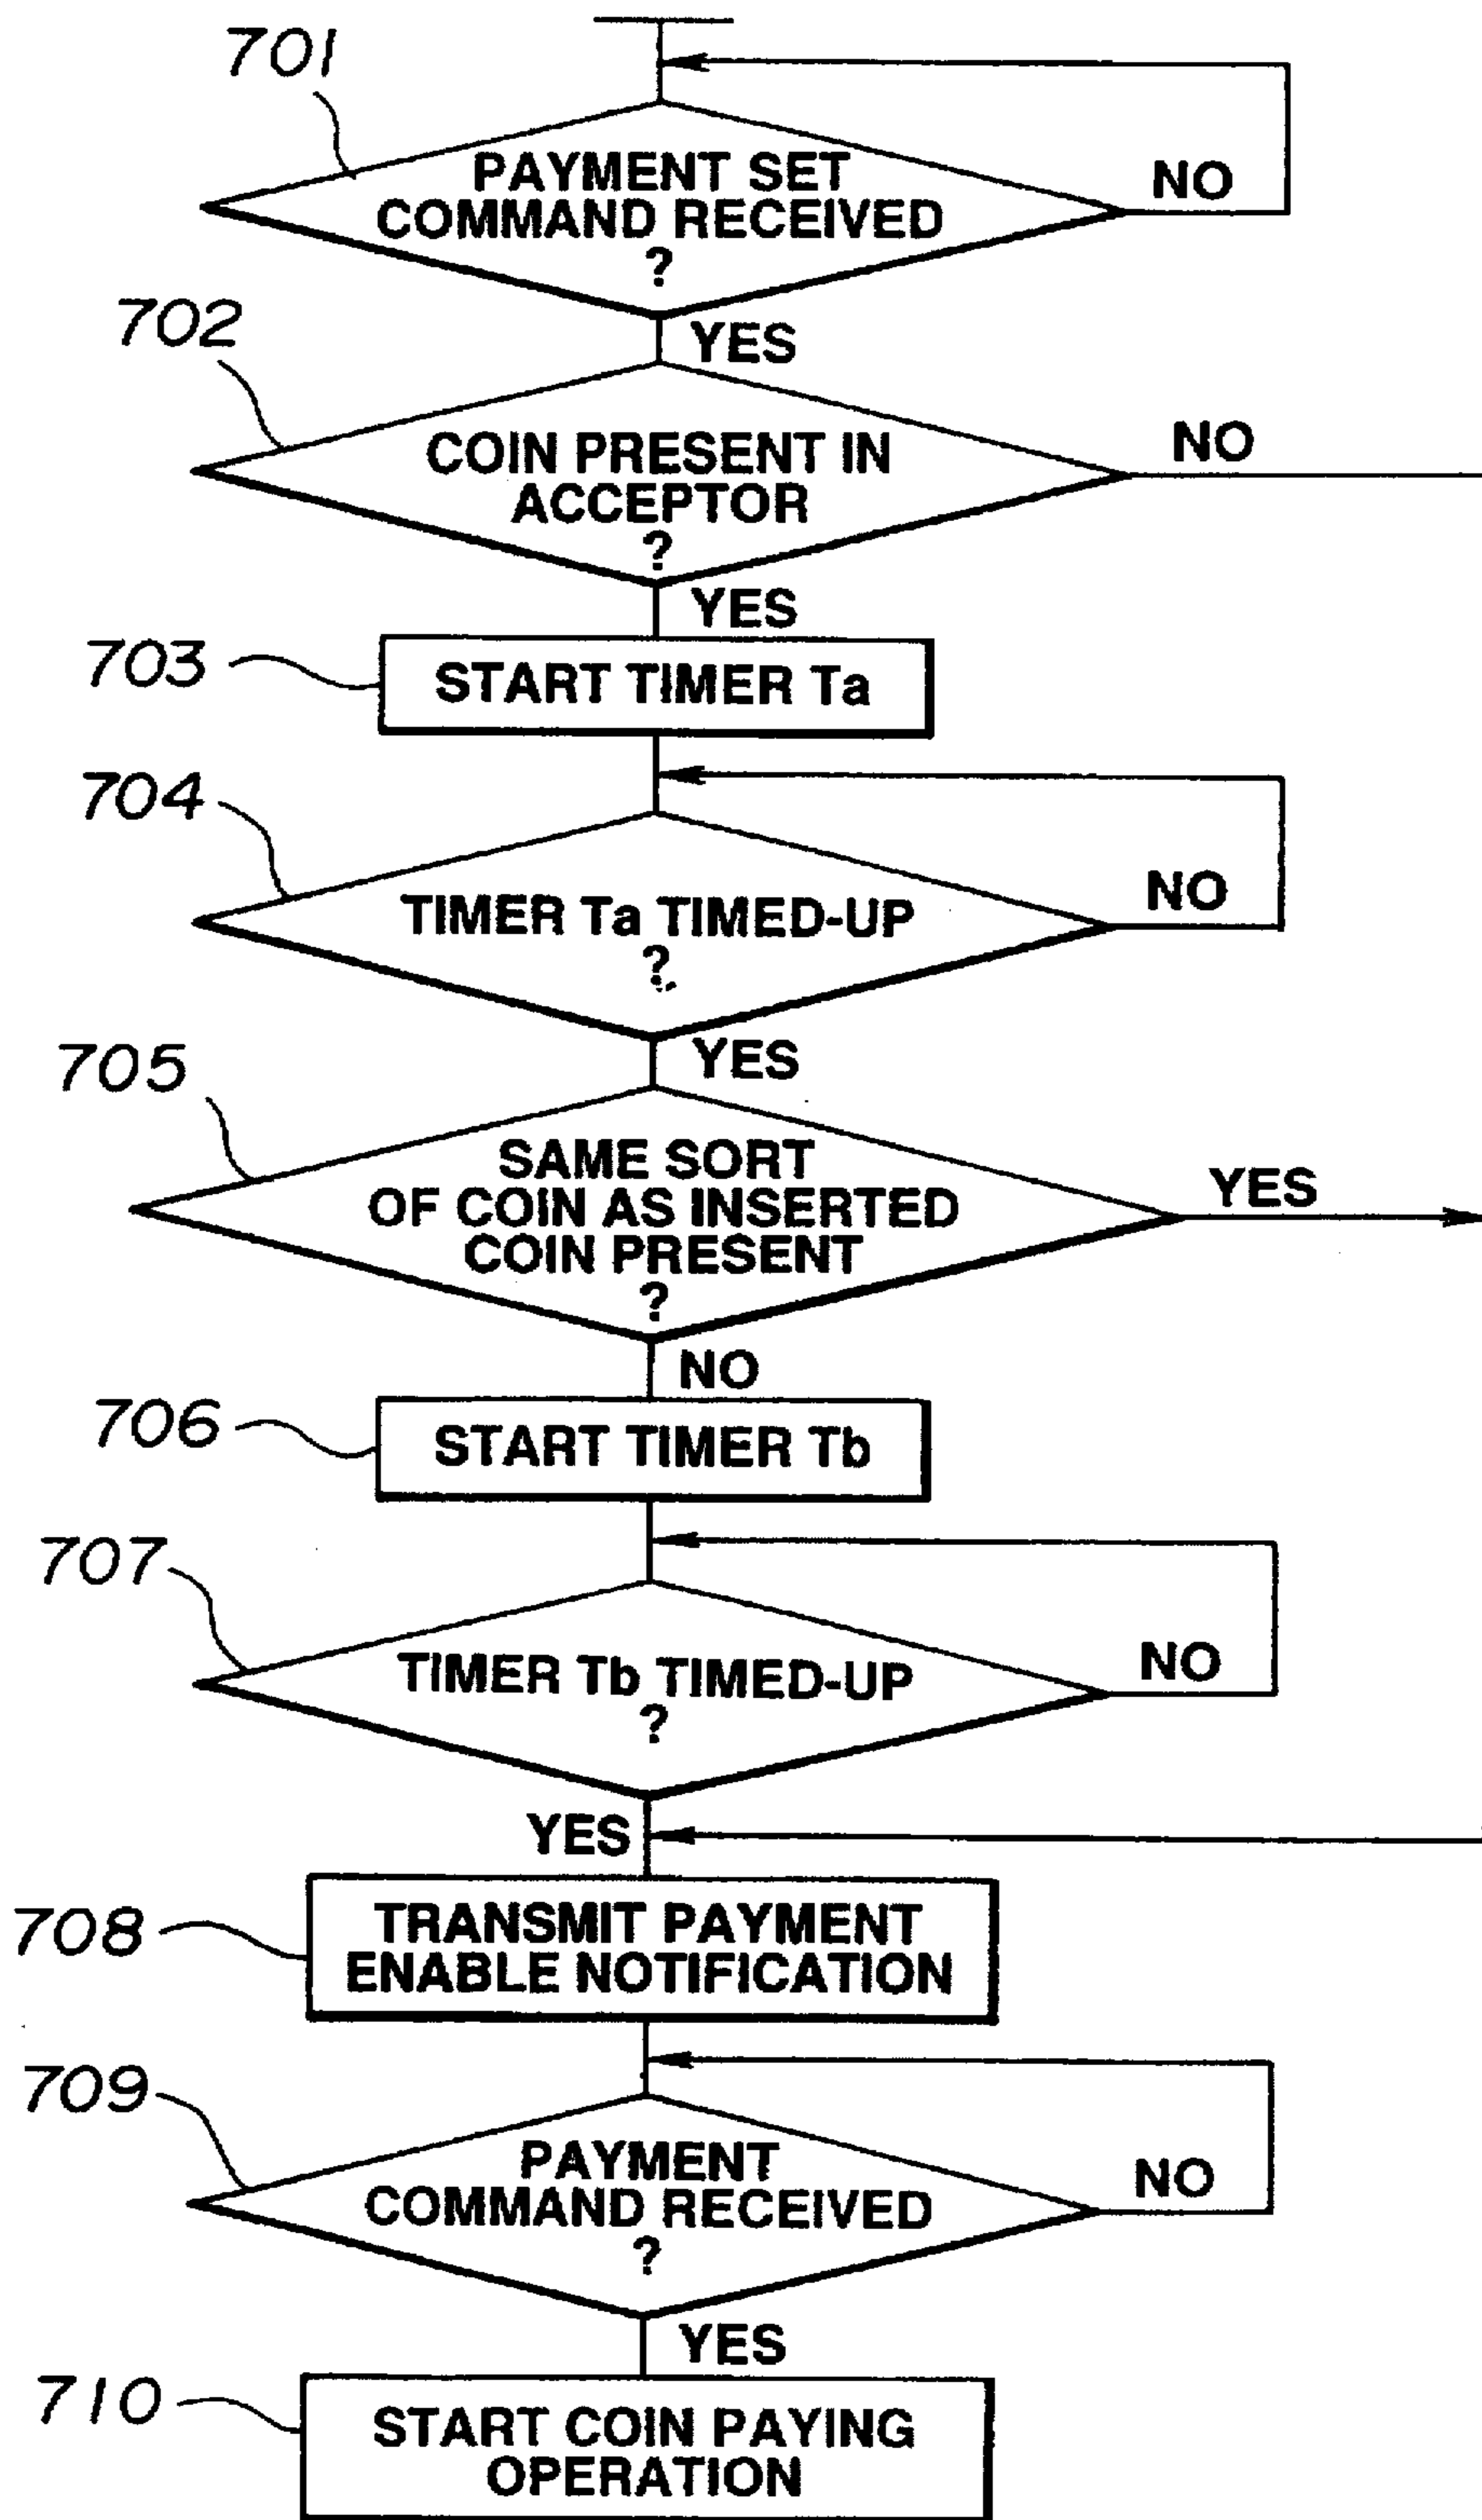 701
PAYMENT SET
COMMAND RECEIVED
?
NO
YES
702
COIN PRESENT IN
ACCEPTOR
?
NO
YES
703
START TIMER Ta
704
TIMER Ta TIMED-UP
?
NO
YES
705
SAME SORT
OF COIN AS INSERTED
COIN PRESENT
?
YES
NO
706
START TIMER Tb
707
TIMER Tb TIMED-UP
?
NO
YES
708
TRANSMIT PAYMENT
ENABLE NOTIFICATION
709
PAYMENT
COMMAND RECEIVED
?
NO
YES
710
START COIN PAYING
OPERATION